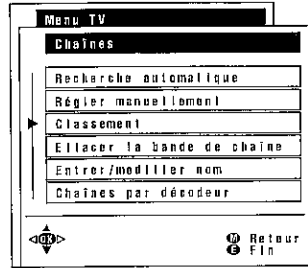 Menu TV
Chaînes
Recherche automatique
Régler manuellement
Classement
Effacer la bande de chaîne
Entrer/modifier nom
Chaînes par décodeur
OK
M Retour
E Fin